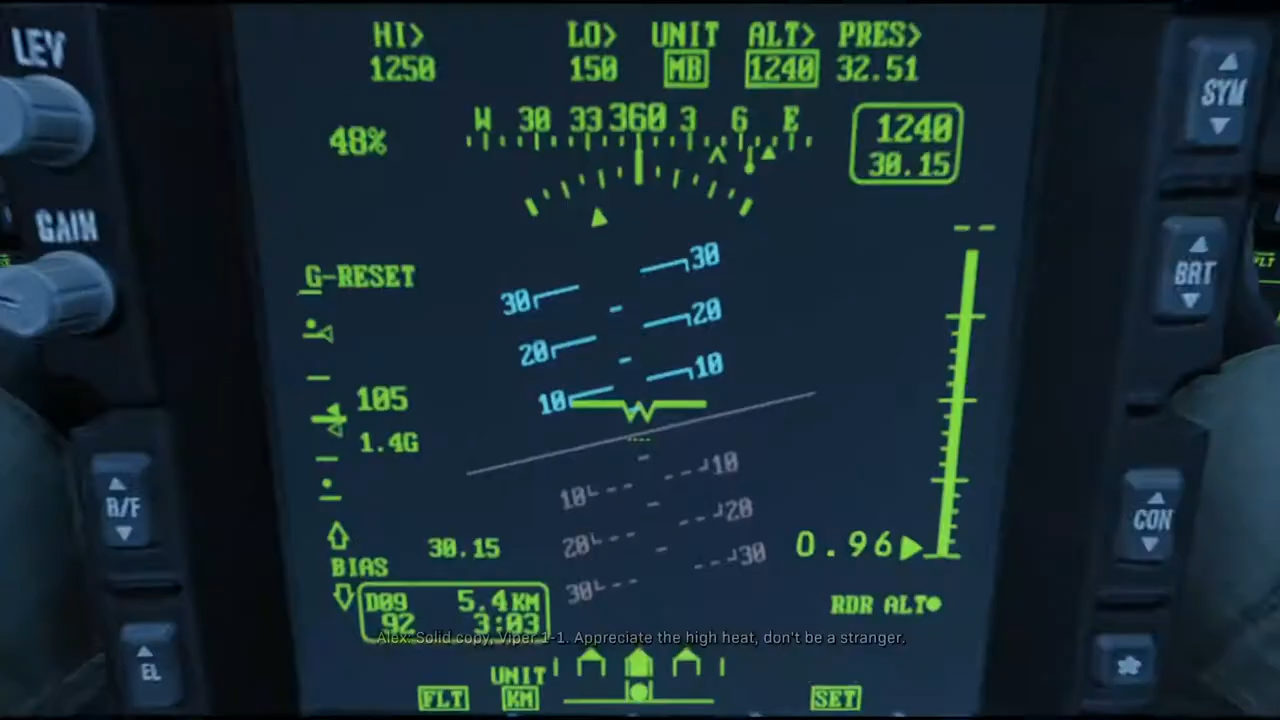 LEV
HI> LO> UNIT ALT> PRES>
1250 150 MB 1240 32.51
SYM
W 30 33 360 3 6 E
48%
1240
30.15
GAIN
G-RESET
BRT
30 30
20 20
10 10
105
1.4G
10 10
20 20
30 30
B/F
CON
30.15
0.96
BIAS
D09 5.4KM
92 3:03
RDR ALT
Alex: Solid copy, Viper 1-1. Appreciate the high heat, don't be a stranger.
EL
UNIT
FLT KM SET